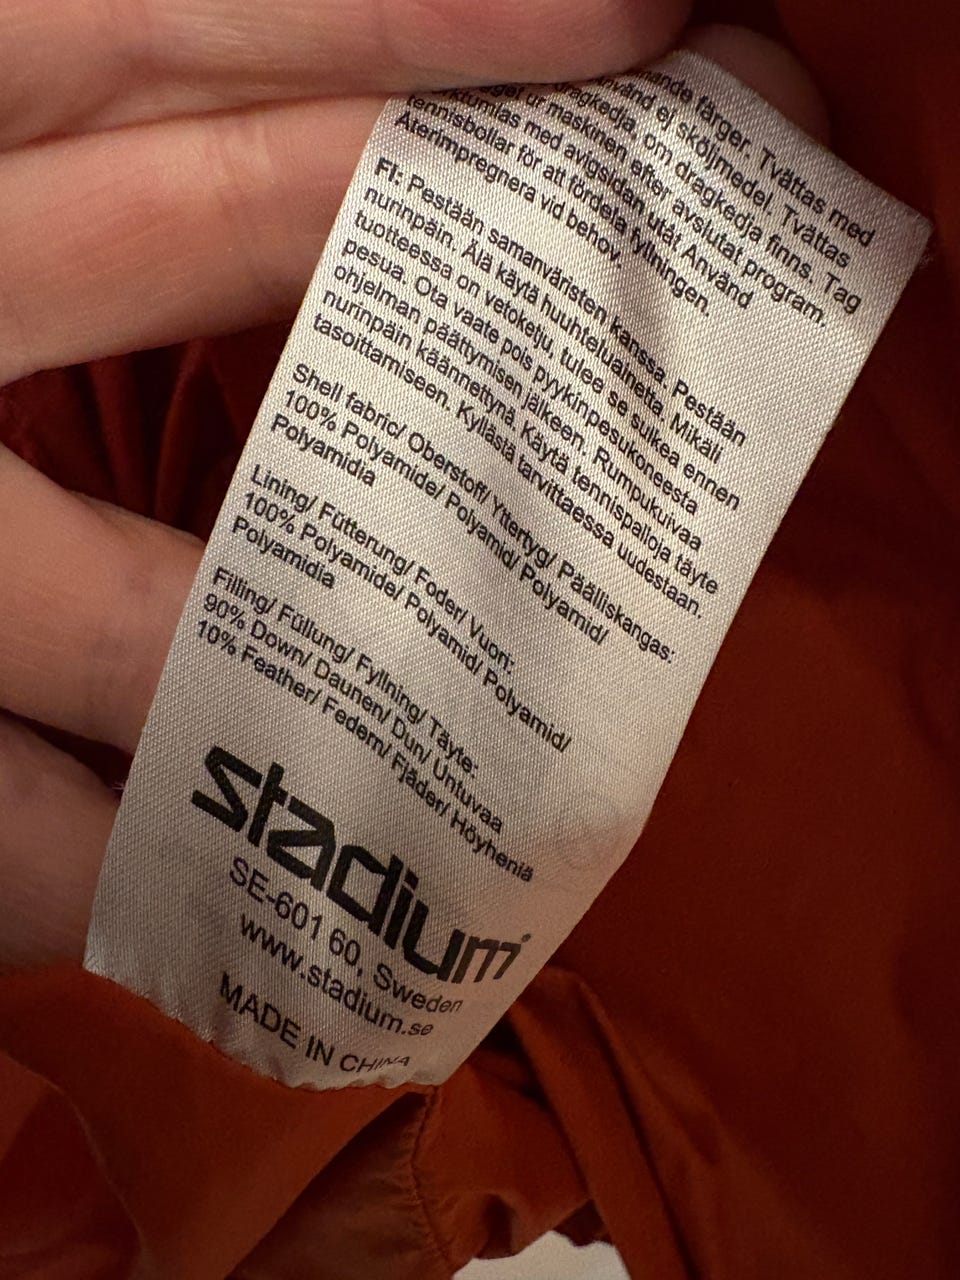 färger. Tvättas med
ej sköljmedel. Tvättas
dragkedja, om dragkedja finns. Tag
ur maskinen efter avslutat program.
med avigsidan utåt Använd
tennisbollar för att fördela fyllningen.
Återimpregnera vid behov.
FI: Pestään samanväristen kanssa. Pestään
nurinpäin. Älä käytä huuhteluainetta. Mikäli
tuotteessa on vetoketju, tulee se sulkea ennen
pesua. Ota vaate pois pyykinpesukoneesta
ohjelman päättymisen jälkeen. Rumpukuivaa
nurinpäin käännettynä. Käytä tennispalloja täyte
tasoittamiseen. Kyllästä tarvittaessa uudestaan.
Shell fabric/ Oberstoff/ Yttertyg/ Päälliskangas:
100% Polyamide/ Polyamid/ Polyamid/
Polyamidia
Lining/ Fütterung/ Foder/ Vuori:
100% Polyamide/ Polyamid/ Polyamid/
Polyamidia
Filling/ Füllung/ Fyllning/ Täyte:
90% Down/ Daunen/ Dun/ Untuvaa
10% Feather/ Federn/ Fjäder/ Höyheniä
stadium
SE-601 60, Sweden
www.stadium.se
MADE IN CHINA